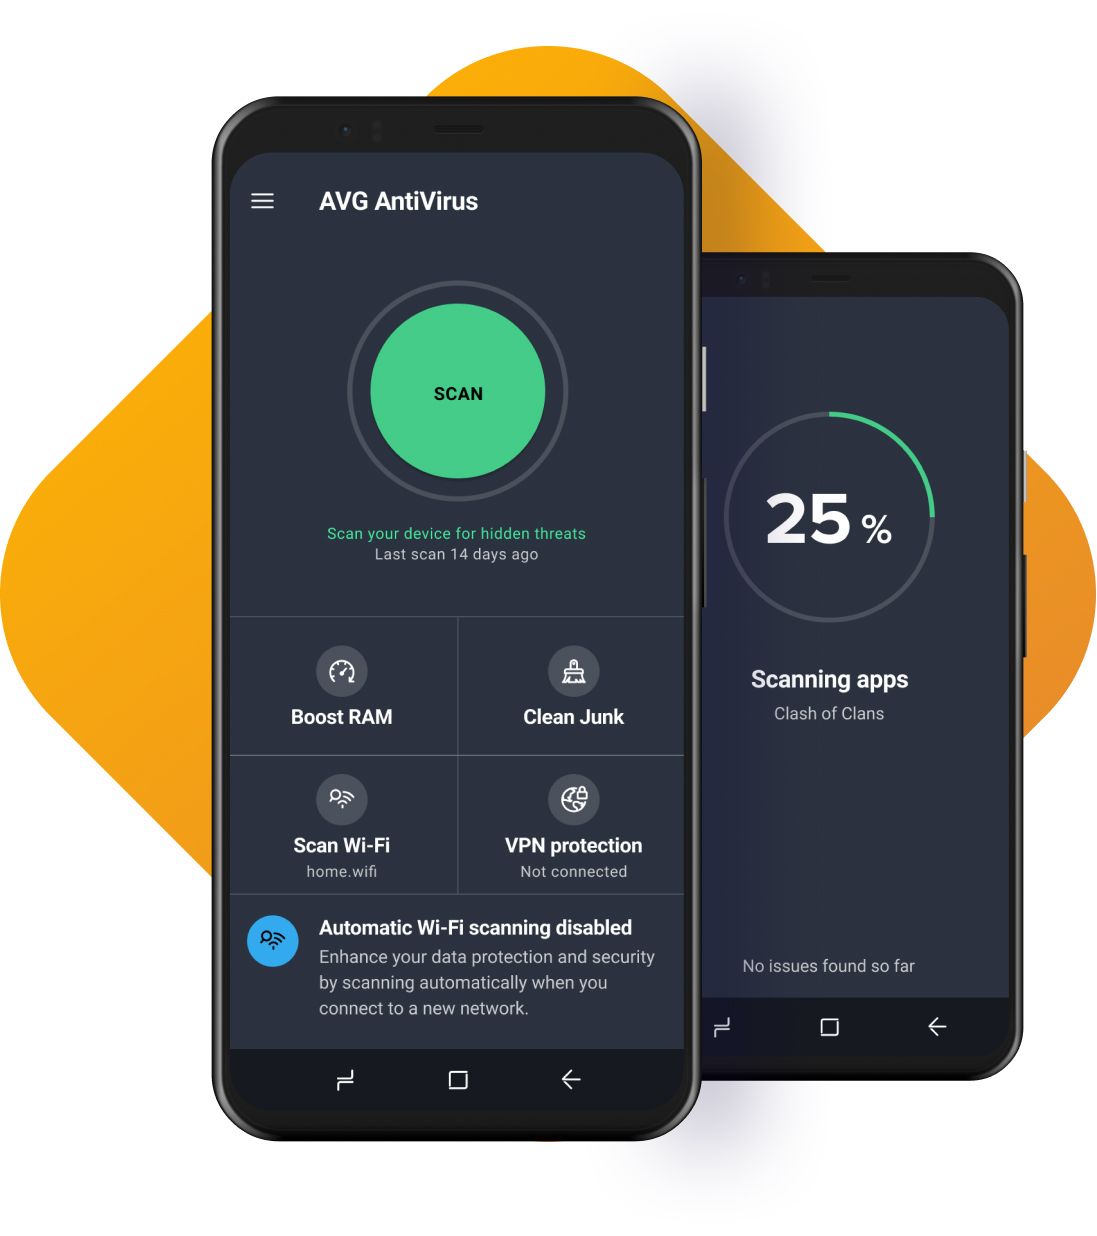 AVG AntiVirus
SCAN
Scan your device for hidden threats
Last scan 14 days ago
Boost RAM
Clean Junk
Scan Wi-Fi
home.wifi
VPN protection
Not connected
Automatic Wi-Fi scanning disabled
Enhance your data protection and security
by scanning automatically when you
connect to a new network.
25 %
Scanning apps
Clash of Clans
No issues found so far